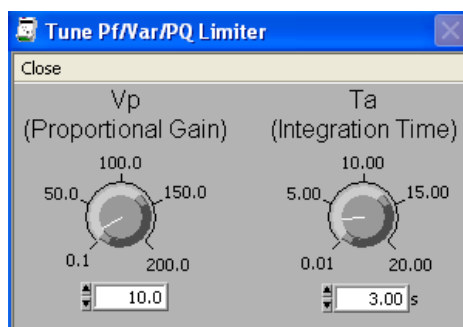 Tune Pf/Var/PQ Limiter
Close
Vp
(Proportional Gain)
100.0
50.0
150.0
0.1
200.0
10.0
Ta
(Integration Time)
10.00
5.00
15.00
0.01
20.00
3.00 s